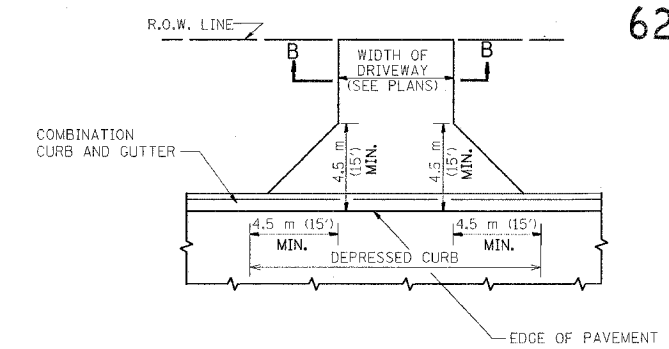 62
R.O.W. LINE
B
B
WIDTH OF
DRIVEWAY
(SEE PLANS)
COMBINATION
CURB AND GUTTER
4.5 m
(15')
MIN.
4.5 m
(15')
MIN.
4.5 m (15')
MIN.
4.5 m (15')
MIN.
DEPRESSED CURB
EDGE OF PAVEMENT